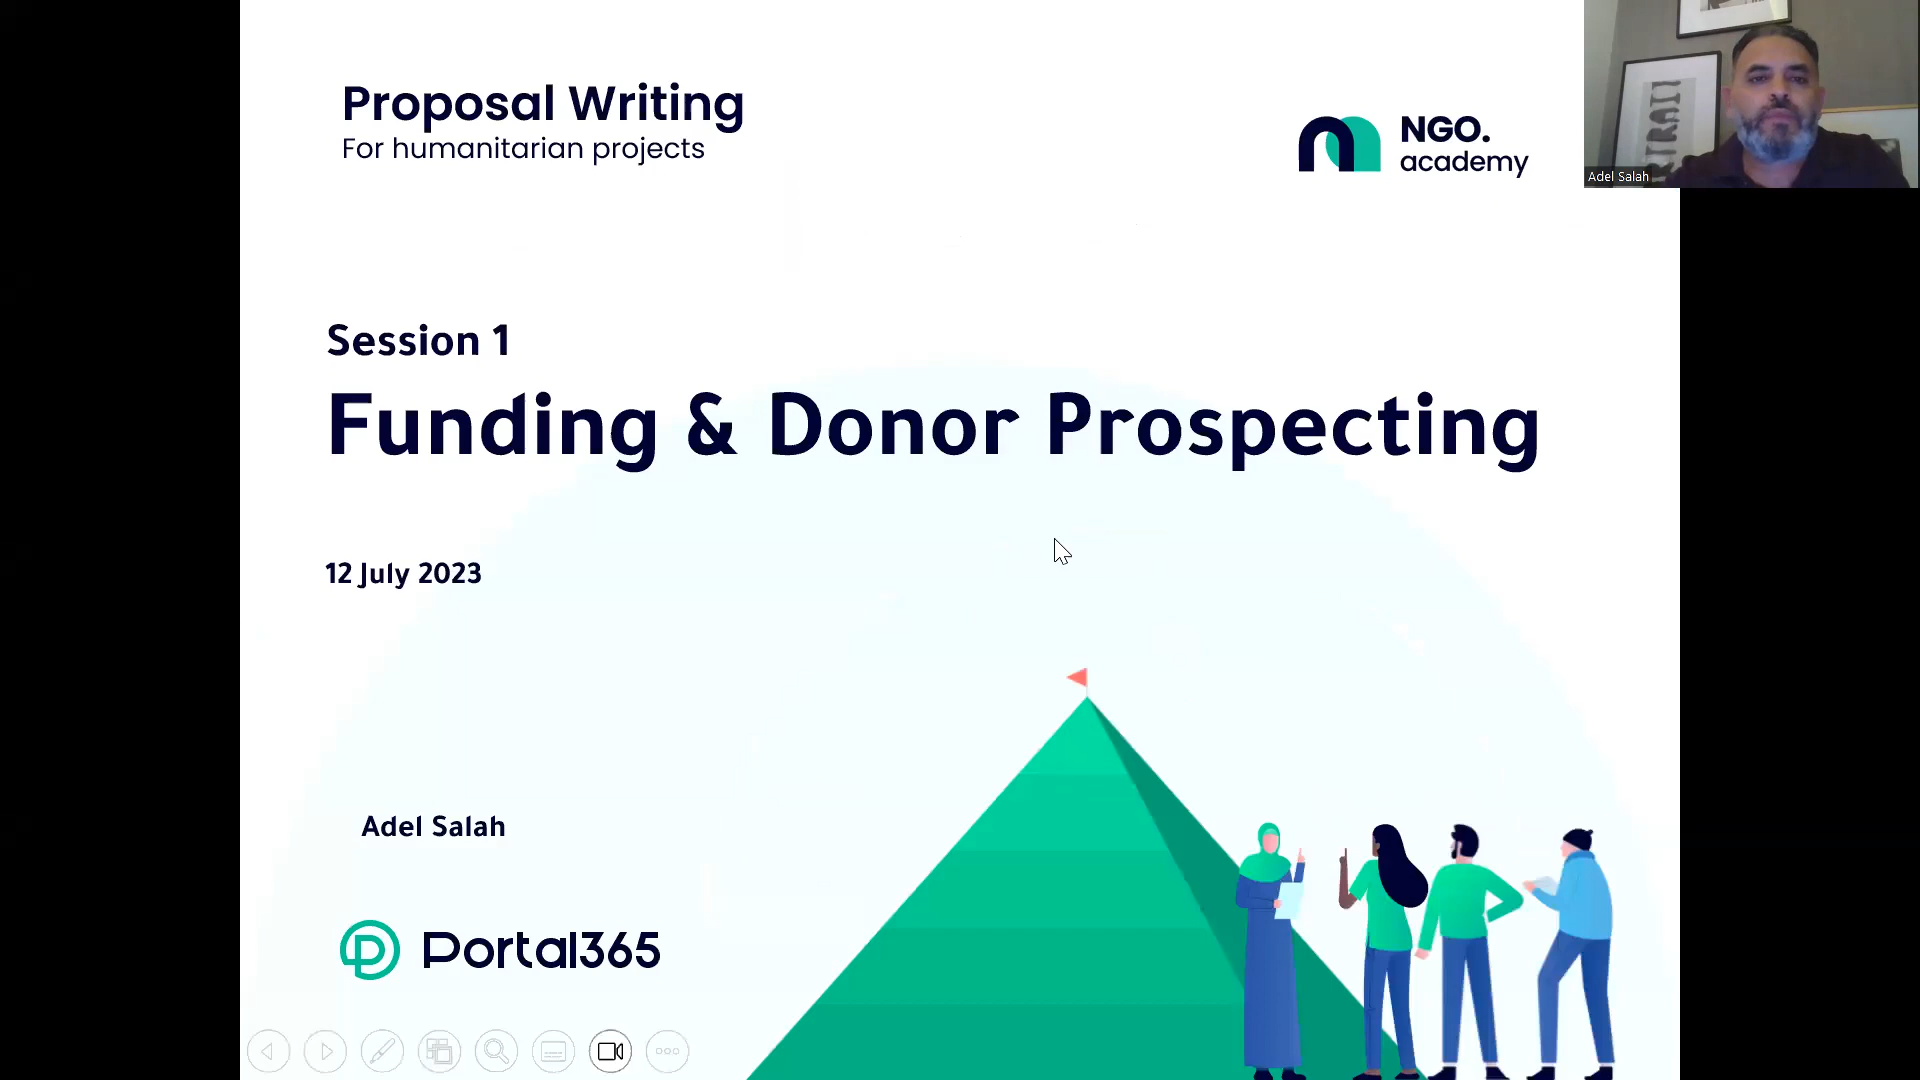 Proposal Writing
For humanitarian projects
NGO.
academy
Adel Salah
Session 1
Funding & Donor Prospecting
12 July 2023
Adel Salah
Portal365